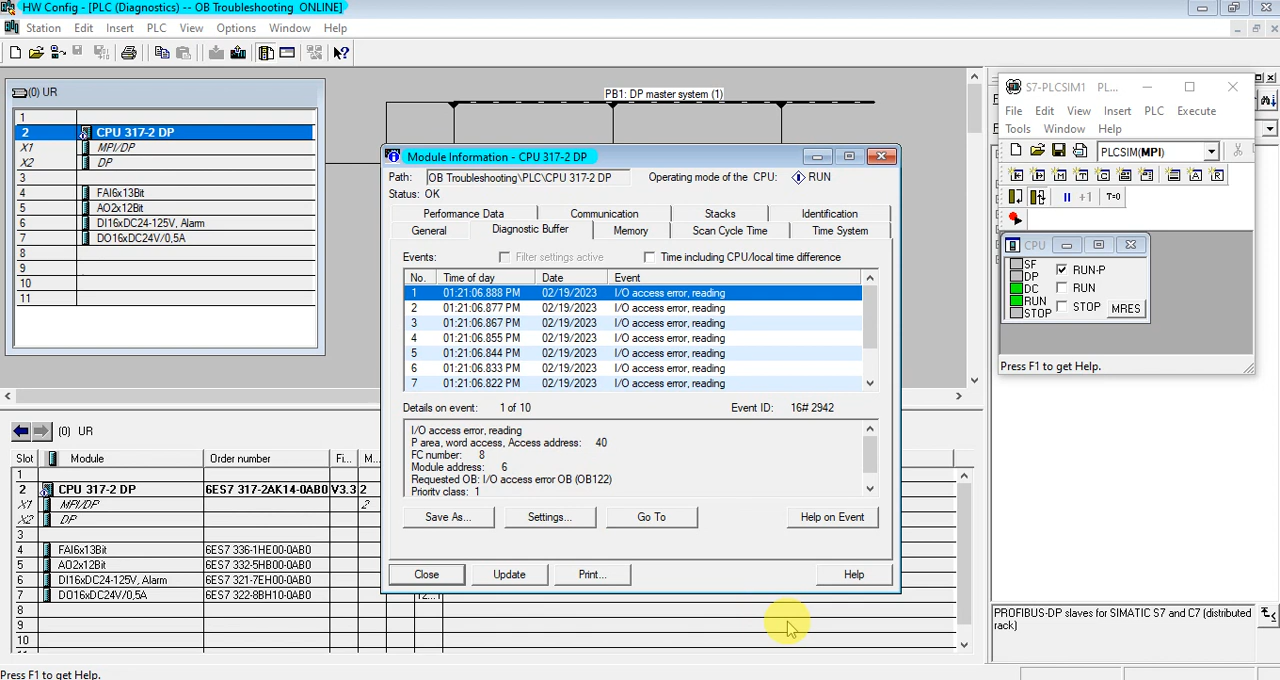 HW Config - [PLC (Diagnostics) -- OB Troubleshooting ONLINE]
Station Edit Insert PLC View Options Window Help
(0) UR
1
2 CPU 317-2 DP
X1 MPI/DP
X2 DP
3
4 FAI6x13Bit
5 AO2x12Bit
6 DI16xDC24-125V, Alarm
7 DO16xDC24V/0,5A
8
9
10
11
PB1: DP master system (1)
Module Information - CPU 317-2 DP
Path: OB Troubleshooting\PLC\CPU 317-2 DP Operating mode of the CPU: RUN
Status: OK
Performance Data Communication Stacks Identification
General Diagnostic Buffer Memory Scan Cycle Time Time System
Events: Filter settings active Time including CPU/local time difference
No. Time of day Date Event
1 01:21:06.888 PM 02/19/2023 I/O access error, reading
2 01:21:06.877 PM 02/19/2023 I/O access error, reading
3 01:21:06.867 PM 02/19/2023 I/O access error, reading
4 01:21:06.855 PM 02/19/2023 I/O access error, reading
5 01:21:06.844 PM 02/19/2023 I/O access error, reading
6 01:21:06.833 PM 02/19/2023 I/O access error, reading
7 01:21:06.822 PM 02/19/2023 I/O access error, reading
Details on event: 1 of 10 Event ID: 16# 2942
I/O access error, reading
P area, word access, Access address: 40
FC number: 8
Module address: 6
Requested OB: I/O access error OB (OB122)
Priority class: 1
Save As... Settings... Go To Help on Event
Close Update Print... Help
S7-PLCSIM1 PL...
File Edit View Insert PLC Execute
Tools Window Help
PLCSIM(MPI)
+1 T=0
CPU
SF
DP
DC
RUN
STOP
RUN-P
RUN
STOP MRES
Press F1 to get Help.
(0) UR
Slot Module Order number Fi... M...
1
2 CPU 317-2 DP 6ES7 317-2AK14-0AB0 V3.3 2
X1 MPI/DP 2
X2 DP
3
4 FAI6x13Bit 6ES7 336-1HE00-0AB0
5 AO2x12Bit 6ES7 332-5HB00-0AB0
6 DI16xDC24-125V, Alarm 6ES7 321-7EH00-0AB0
7 DO16xDC24V/0,5A 6ES7 322-8BH10-0AB0 12...1
8
9
10
PROFIBUS-DP slaves for SIMATIC S7 and C7 (distributed
rack)
Press F1 to get Help.